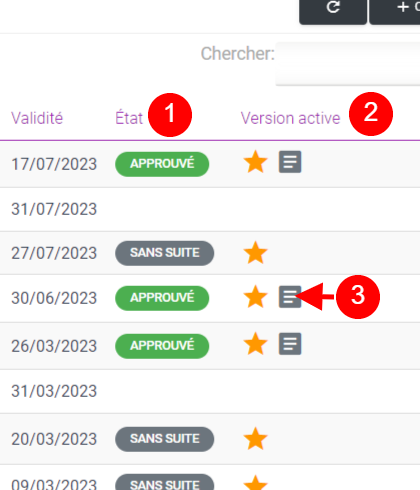 + C
Chercher:
Validité État 1 Version active 2
17/07/2023 APPROUVÉ
31/07/2023
27/07/2023 SANS SUITE
30/06/2023 APPROUVÉ 3
26/03/2023 APPROUVÉ
31/03/2023
20/03/2023 SANS SUITE
09/03/2023 SANS SUITE